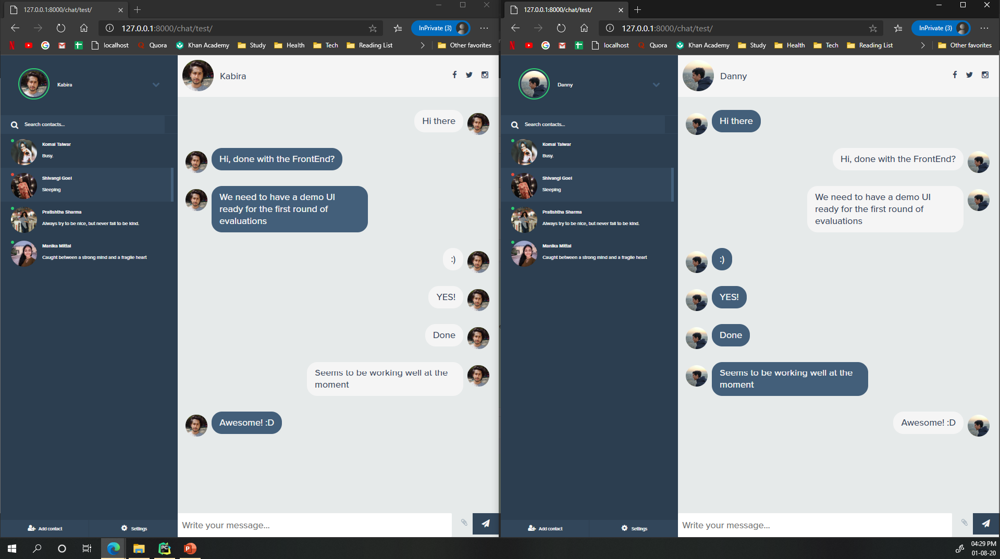 127.0.0.1:8000/chat/test/
127.0.0.1:8000/chat/test/
InPrivate (3)
localhost
Quora
Khan Academy
Study
Health
Tech
Reading List
Other favorites
Kabira
Search contacts...
Komal Talwar
Busy.
Shivangi Goel
Sleeping
Pratishtha Sharma
Always try to be nice, but never fail to be kind.
Manika Mittal
Caught between a strong mind and a fragile heart
Add contact
Settings
Kabira
Hi there
Hi, done with the FrontEnd?
We need to have a demo UI
ready for the first round of
evaluations
:)
YES!
Done
Seems to be working well at the
moment
Awesome! :D
Write your message...
127.0.0.1:8000/chat/test/
127.0.0.1:8000/chat/test/
InPrivate (3)
localhost
Quora
Khan Academy
Study
Health
Tech
Reading List
Other favorites
Danny
Search contacts...
Komal Talwar
Busy.
Shivangi Goel
Sleeping
Pratishtha Sharma
Always try to be nice, but never fail to be kind.
Manika Mittal
Caught between a strong mind and a fragile heart
Add contact
Settings
Danny
Hi there
Hi, done with the FrontEnd?
We need to have a demo UI
ready for the first round of
evaluations
:)
YES!
Done
Seems to be working well at the
moment
Awesome! :D
Write your message...
PC
P
04:29 PM
01-08-20